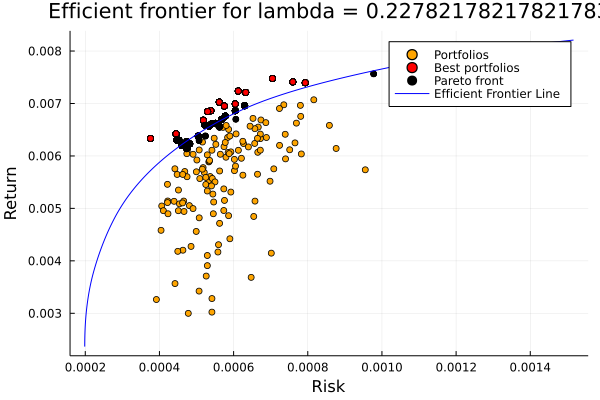 Efficient frontier for lambda = 0.2278217821782178
0.008
0.007
0.006
0.005
0.004
0.003
Return
Portfolios
Best portfolios
Pareto front
Efficient Frontier Line
0.0002 0.0004 0.0006 0.0008 0.0010 0.0012 0.0014
Risk